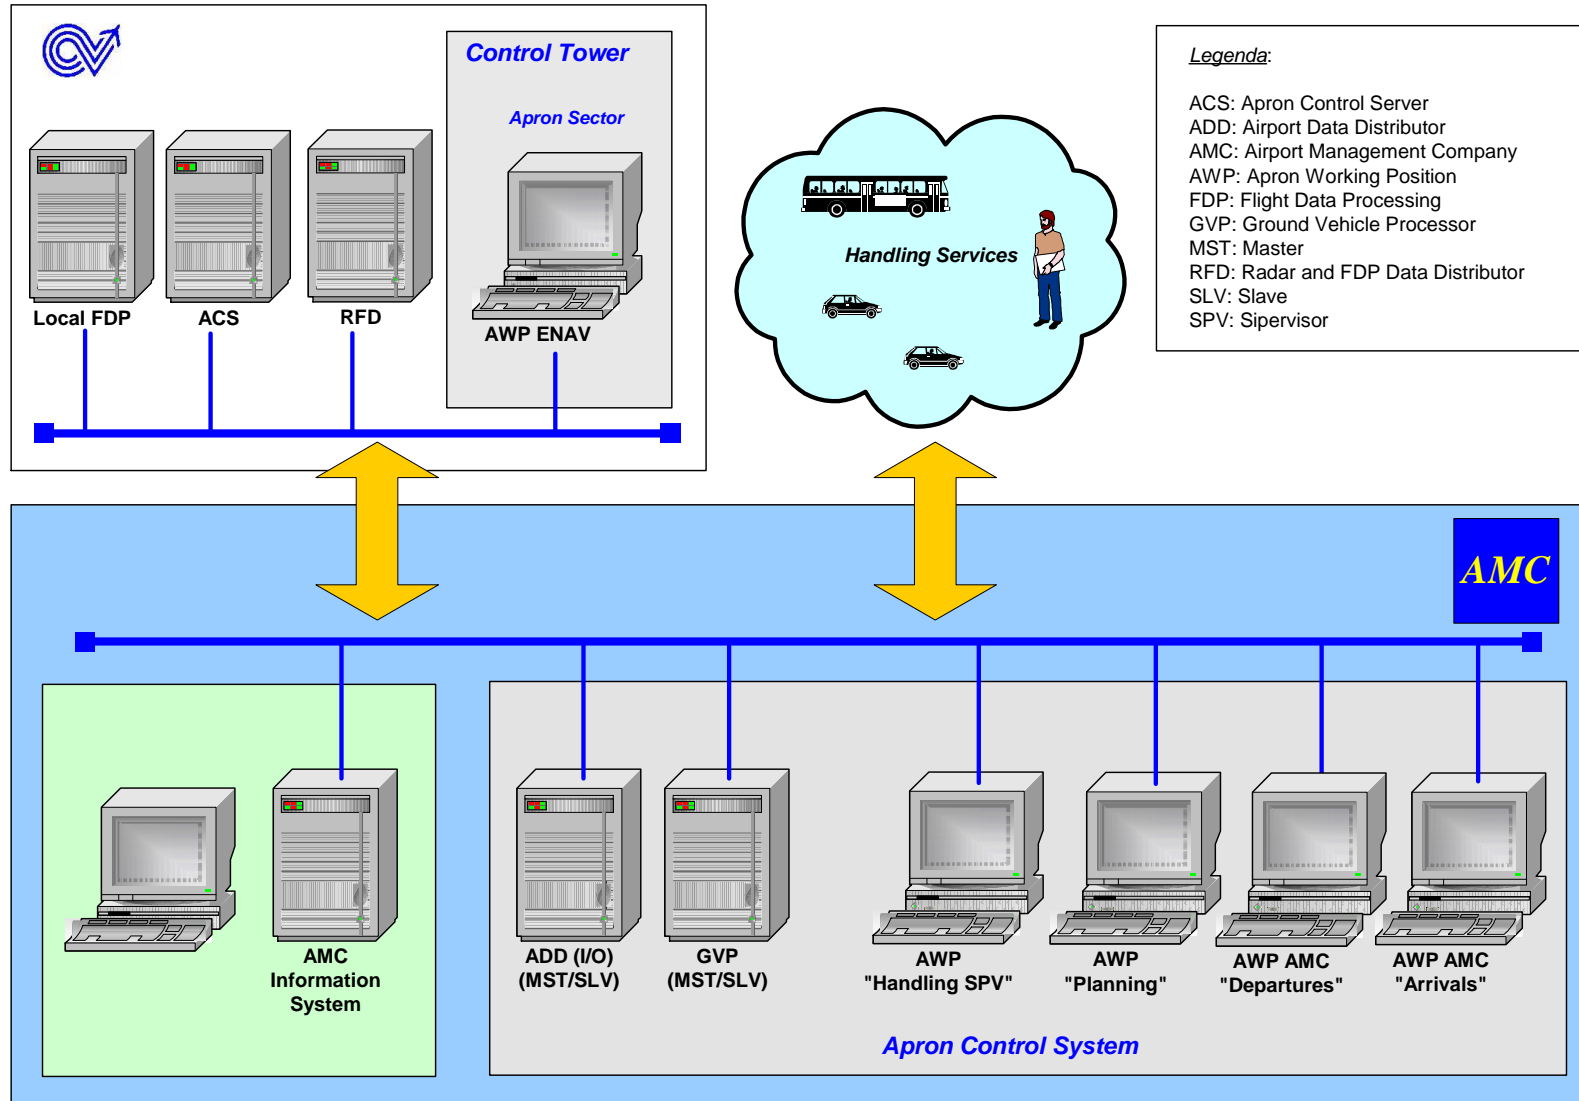 Control Tower
Apron Sector
Local FDP
ACS
RFD
AWP ENAV
Handling Services
Legenda:
ACS: Apron Control Server
ADD: Airport Data Distributor
AMC: Airport Management Company
AWP: Apron Working Position
FDP: Flight Data Processing
GVP: Ground Vehicle Processor
MST: Master
RFD: Radar and FDP Data Distributor
SLV: Slave
SPV: Sipervisor
AMC
AMC
Information
System
ADD (I/O)
(MST/SLV)
GVP
(MST/SLV)
AWP
"Handling SPV"
AWP
"Planning"
AWP AMC
"Departures"
AWP AMC
"Arrivals"
Apron Control System